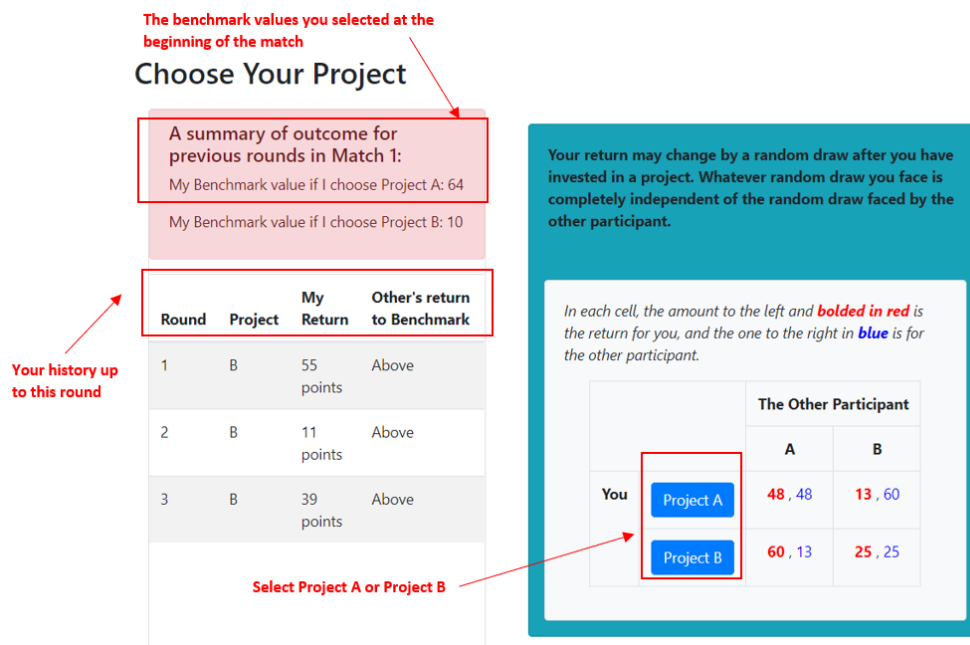 The benchmark values you selected at the
beginning of the match
Choose Your Project
A summary of outcome for
previous rounds in Match 1:
My Benchmark value if I choose Project A: 64
My Benchmark value if I choose Project B: 10
Round Project My Return Other's return to Benchmark
1 B 55 points Above
2 B 11 points Above
3 B 39 points Above
Your history up
to this round
Select Project A or Project B
Your return may change by a random draw after you have
invested in a project. Whatever random draw you face is
completely independent of the random draw faced by the
other participant.
In each cell, the amount to the left and bolded in red is
the return for you, and the one to the right in blue is for
the other participant.
The Other Participant
A B
You Project A 48 , 48 13 , 60
Project B 60 , 13 25 , 25